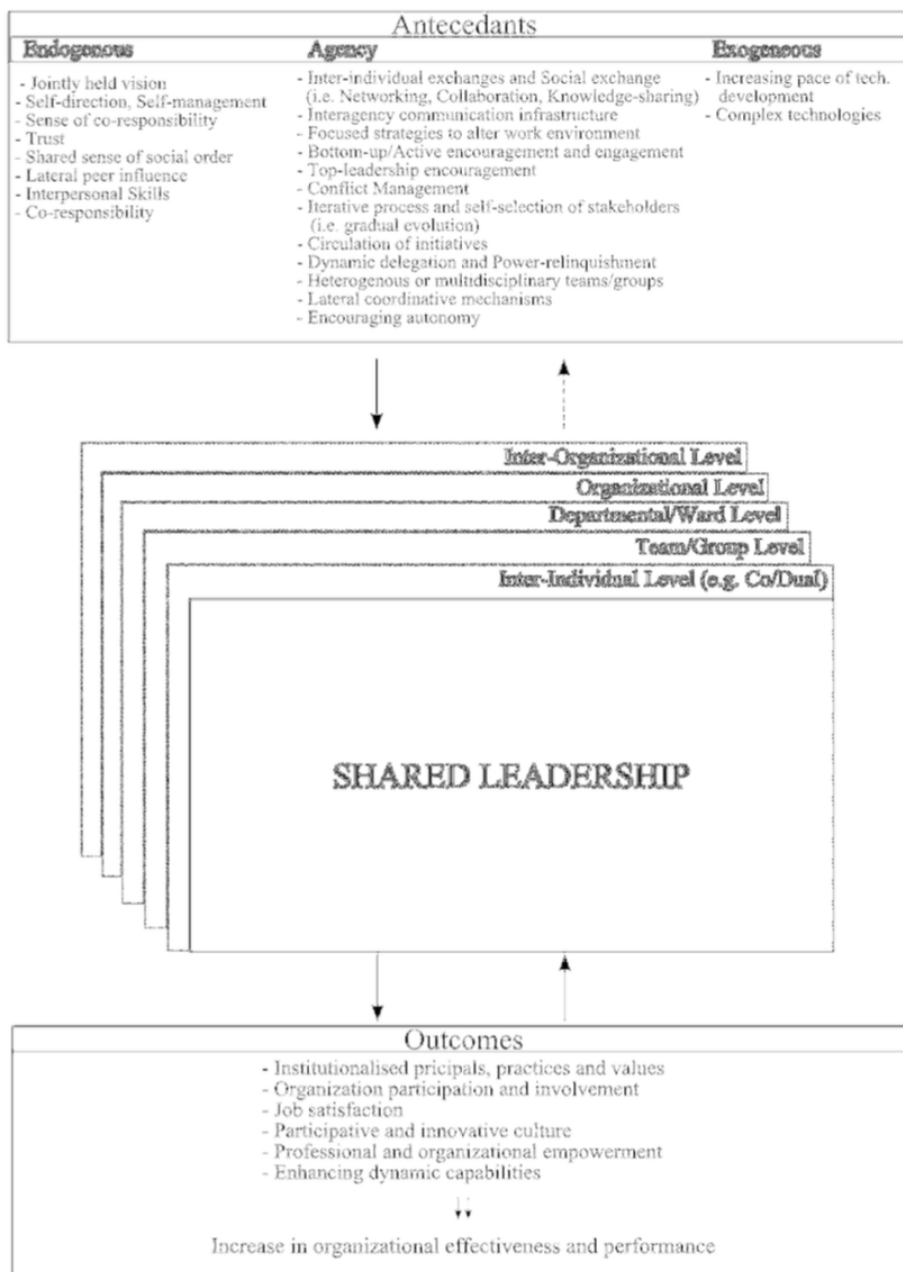 Antecedants
Endogenous
- Jointly held vision
- Self-direction, Self-management
- Sense of co-responsibility
- Trust
- Shared sense of social order
- Lateral peer influence
- Interpersonal Skills
- Co-responsibility
Agency
- Inter-individual exchanges and Social exchange
(i.e. Networking, Collaboration, Knowledge-sharing)
- Interagency communication infrastructure
- Focused strategies to alter work environment
- Bottom-up/Active encouragement and engagement
- Top-leadership encouragement
- Conflict Management
- Iterative process and self-selection of stakeholders
(i.e. gradual evolution)
- Circulation of initiatives
- Dynamic delegation and Power-relinquishment
- Heterogenous or multidisciplinary teams/groups
- Lateral coordinative mechanisms
- Encouraging autonomy
Exogeneous
- Increasing pace of tech.
development
- Complex technologies
Inter-Organizational Level
Organizational Level
Departmental/Ward Level
Team/Group Level
Inter-Individual Level (e.g. Co/Dual)
SHARED LEADERSHIP
Outcomes
- Institutionalised pricipals, practices and values
- Organization participation and involvement
- Job satisfaction
- Participative and innovative culture
- Professional and organizational empowerment
- Enhancing dynamic capabilities
Increase in organizational effectiveness and performance